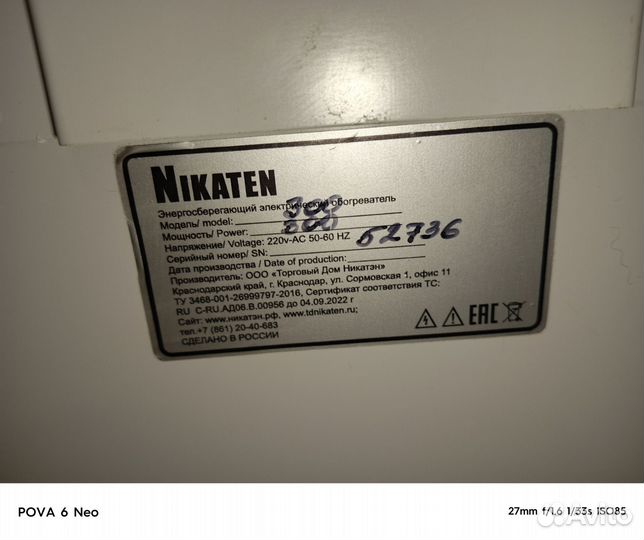 NIKATEN
Энергосберегающий электрический обогреватель
Модель/ model: 300
Мощность/ Power: 300
Напряжение/ Voltage: 220v-AC 50-60 HZ
Серийный номер/ SN: 52736
Дата производства / Date of production:
Производитель: ООО «Торговый Дом Никатэн»
Краснодарский край, г. Краснодар, ул. Сормовская 1, офис 11
ТУ 3468-001-26999797-2016, Сертификат соответствия ТС:
RU C-RU.АД06.В.00956 до 04.09.2022 г
Сайт: www.никатэн.рф, www.tdnikaten.ru;
тел.+7 (861) 20-40-683
СДЕЛАНО В РОССИИ
EAC
POVA 6 Neo
27mm f/1.6 1/33s ISO85
Avito